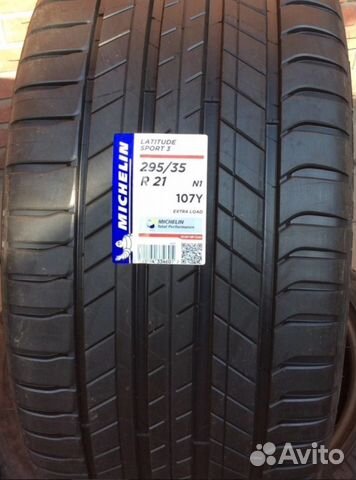 MICHELIN
LATITUDE
SPORT 3
295/35
R 21 N1
107Y
EXTRA LOAD
MICHELIN
Total Performance
Avito